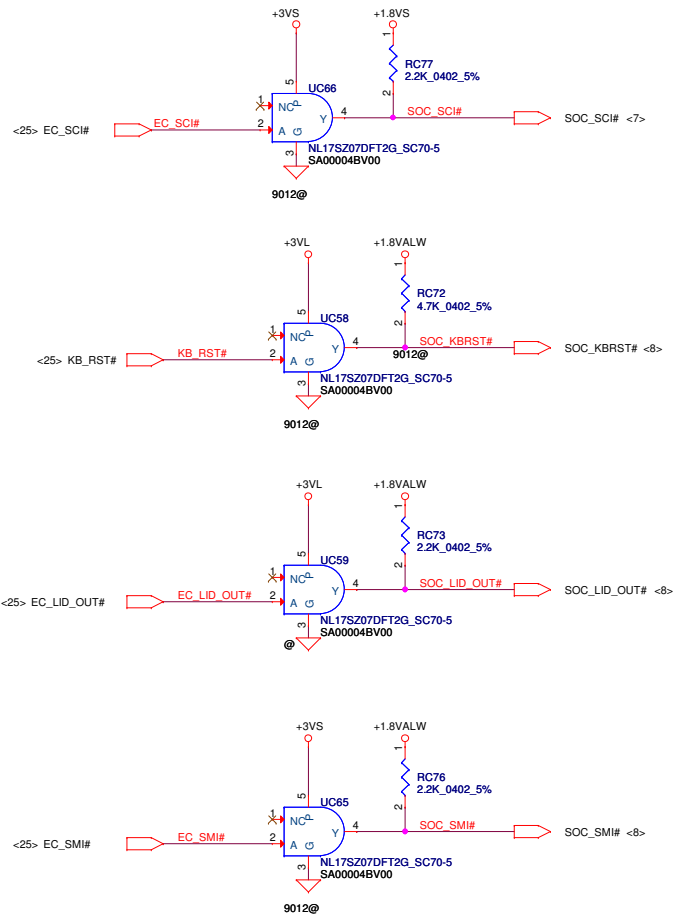 +3VS
+1.8VS
1
RC77
2.2K_0402_5%
2
5
UC66
1
NC
P
4
SOC_SCI#
SOC_SCI# <7>
Y
<25> EC_SCI#
EC_SCI#
2
A
G
3
NL17SZ07DFT2G_SC70-5
SA00004BV00
9012@
+3VL
+1.8VALW
1
RC72
4.7K_0402_5%
2
5
UC58
1
NC
P
4
SOC_KBRST#
SOC_KBRST# <8>
Y
9012@
<25> KB_RST#
KB_RST#
2
A
G
3
NL17SZ07DFT2G_SC70-5
SA00004BV00
9012@
+3VL
+1.8VALW
1
RC73
2.2K_0402_5%
2
5
UC59
1
NC
P
4
SOC_LID_OUT#
SOC_LID_OUT# <8>
Y
<25> EC_LID_OUT#
EC_LID_OUT#
2
A
G
3
NL17SZ07DFT2G_SC70-5
SA00004BV00
@
+3VS
+1.8VALW
1
RC76
2.2K_0402_5%
2
5
UC65
1
NC
P
4
SOC_SMI#
SOC_SMI# <8>
Y
<25> EC_SMI#
EC_SMI#
2
A
G
3
NL17SZ07DFT2G_SC70-5
SA00004BV00
9012@